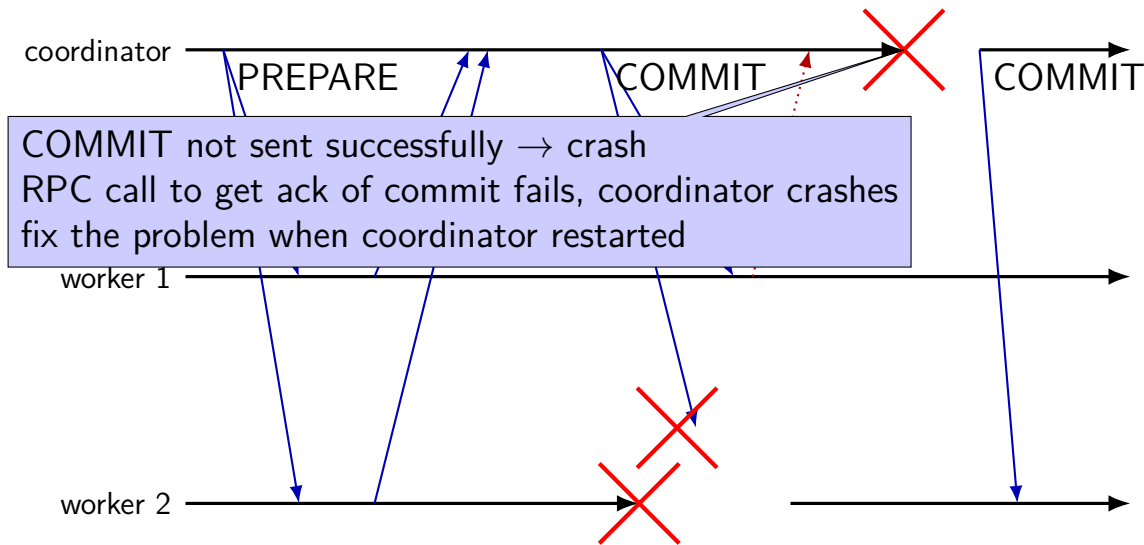 coordinator
PREPARE
COMMIT
COMMIT
COMMIT not sent successfully → crash
RPC call to get ack of commit fails, coordinator crashes
fix the problem when coordinator restarted
worker 1
worker 2